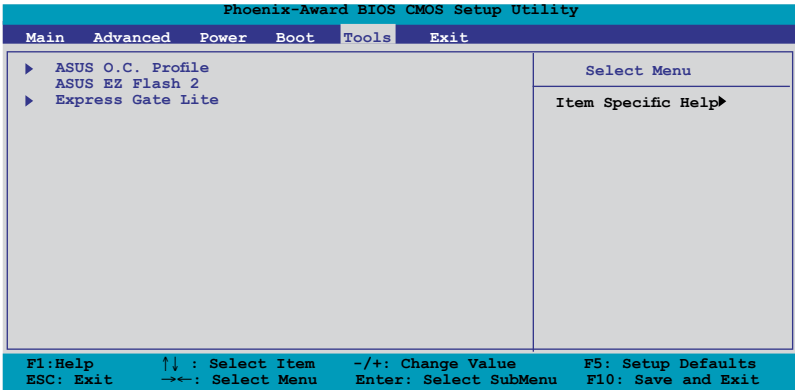 Phoenix-Award BIOS CMOS Setup Utility
Main Advanced Power Boot Tools Exit
ASUS O.C. Profile
ASUS EZ Flash 2
Express Gate Lite
Select Menu
Item Specific Help
F1:Help ↑↓ : Select Item -/+: Change Value F5: Setup Defaults
ESC: Exit →←: Select Menu Enter: Select SubMenu F10: Save and Exit